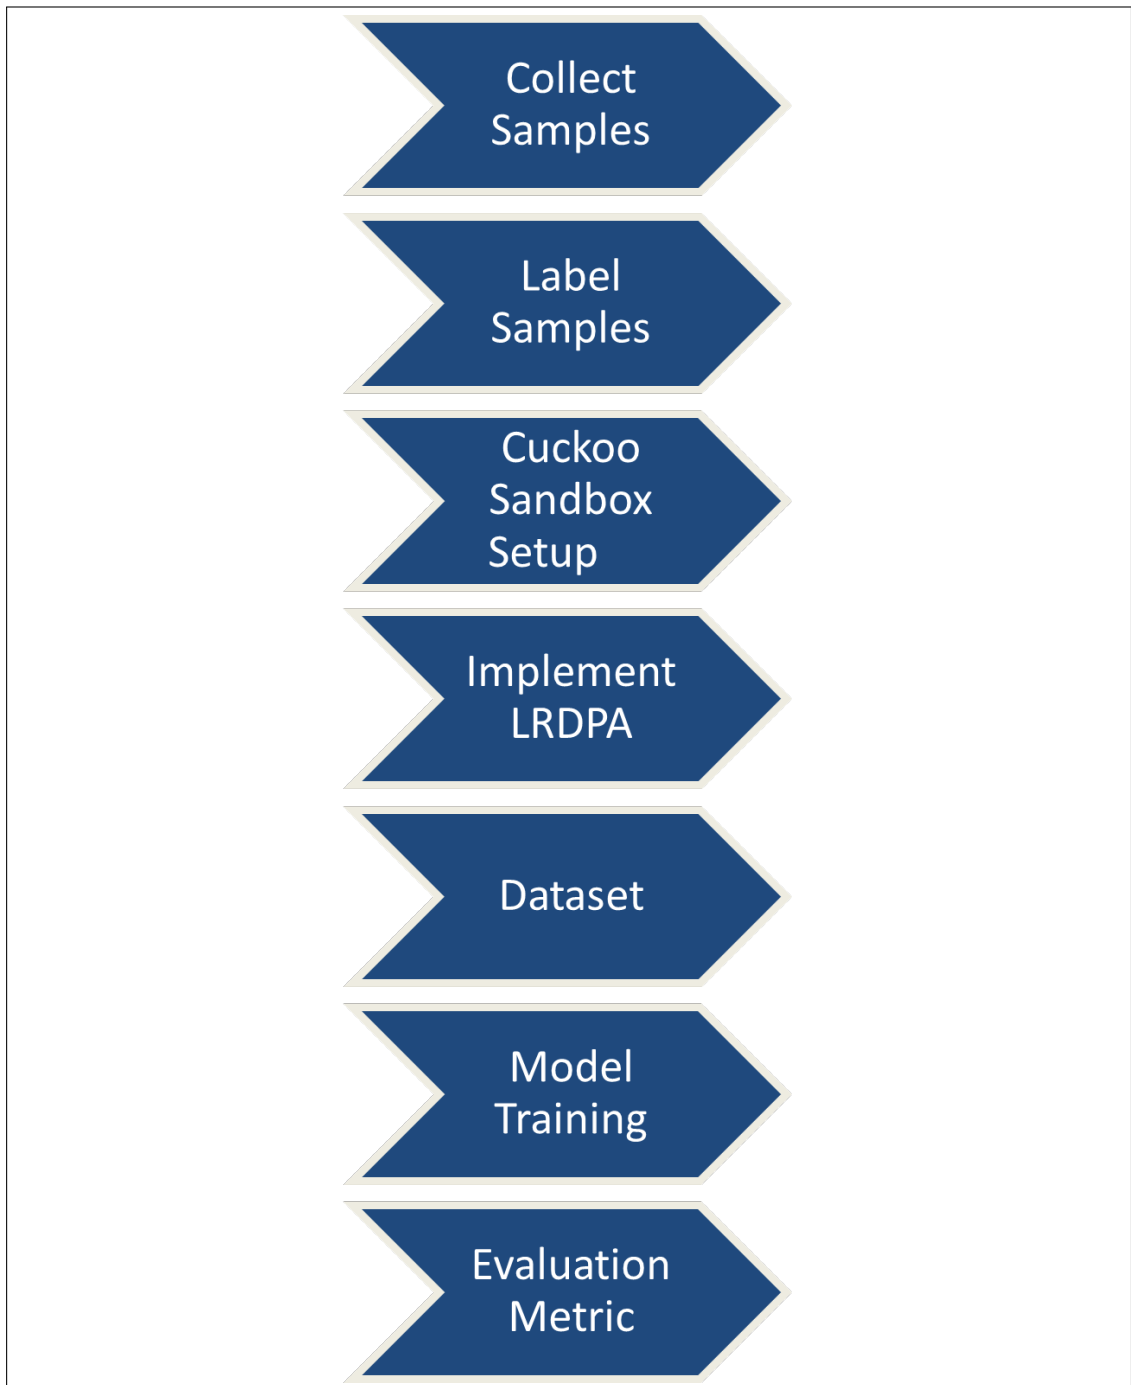 Collect
Samples
Label
Samples
Cuckoo
Sandbox
Setup
Implement
LRDPA
Dataset
Model
Training
Evaluation
Metric